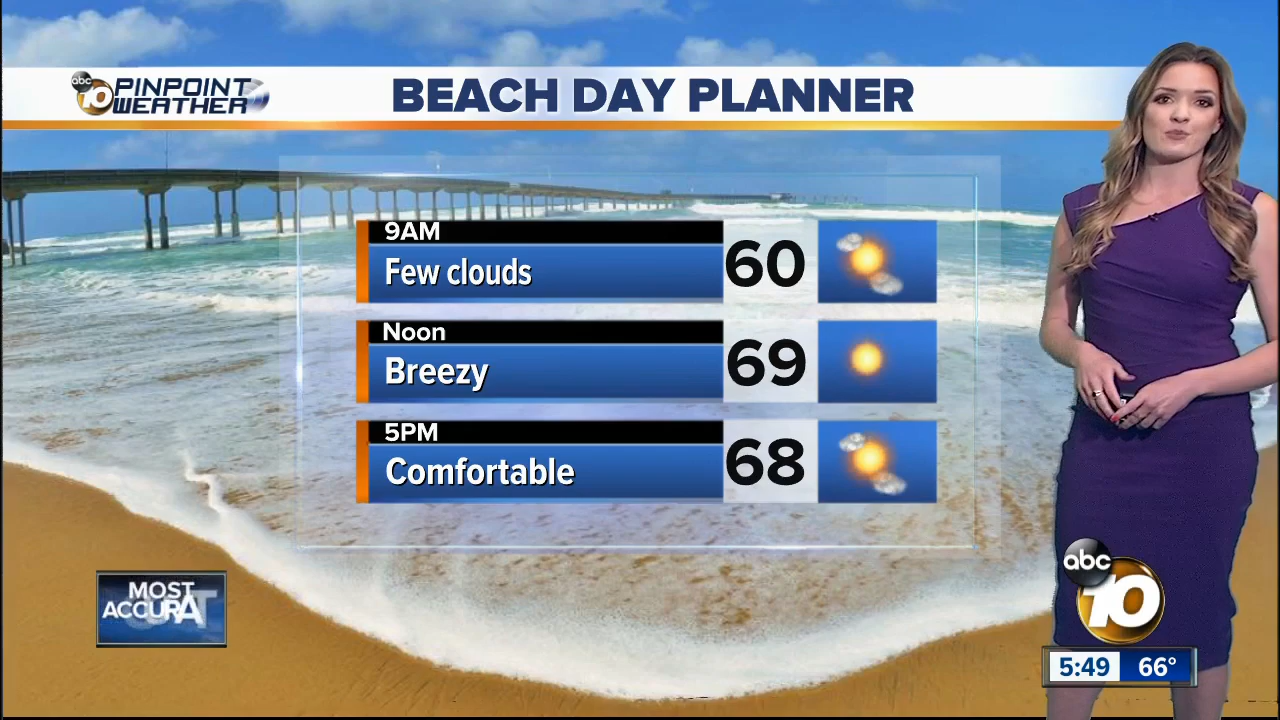 abc
10
PINPOINT
WEATHER
BEACH DAY PLANNER
9AM
Few clouds
60
Noon
Breezy
69
5PM
Comfortable
68
MOST
ACCURA
abc
10
5:49 66°